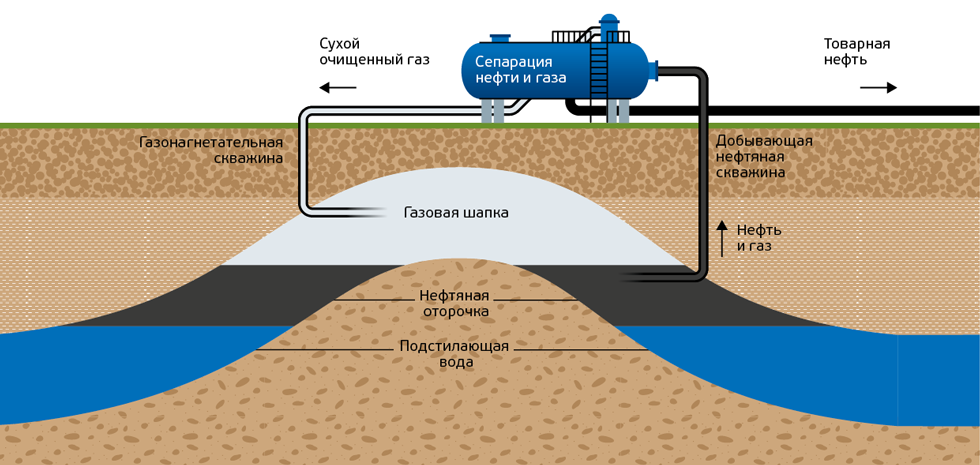 Сухой
очищенный газ
Сепарация
нефти и газа
Товарная
нефть
Газонагнетательная
скважина
Добывающая
нефтяная
скважина
Газовая шапка
Нефть
и газ
Нефтяная
оторочка
Подстилающая
вода